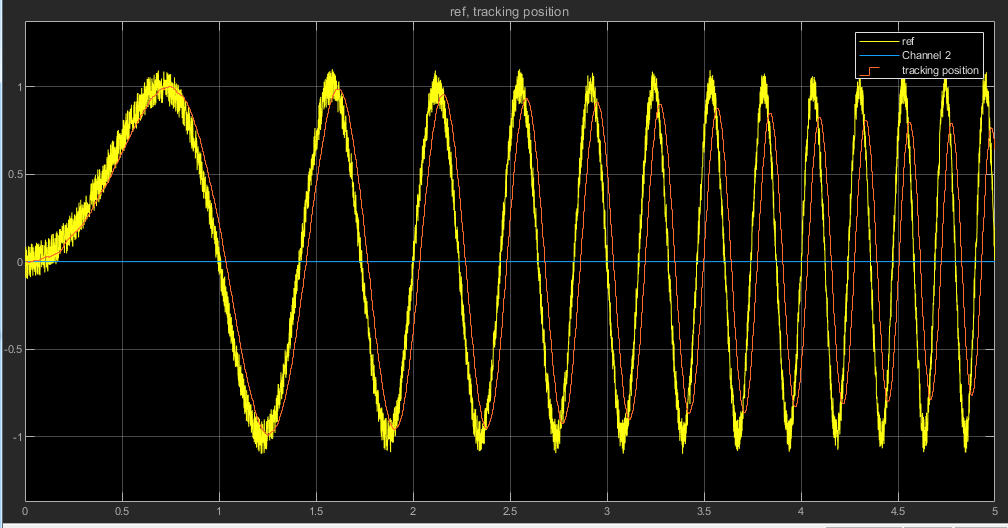 ref, tracking position
ref
Channel 2
tracking position
1
0.5
0
-0.5
-1
0 0.5 1 1.5 2 2.5 3 3.5 4 4.5 5